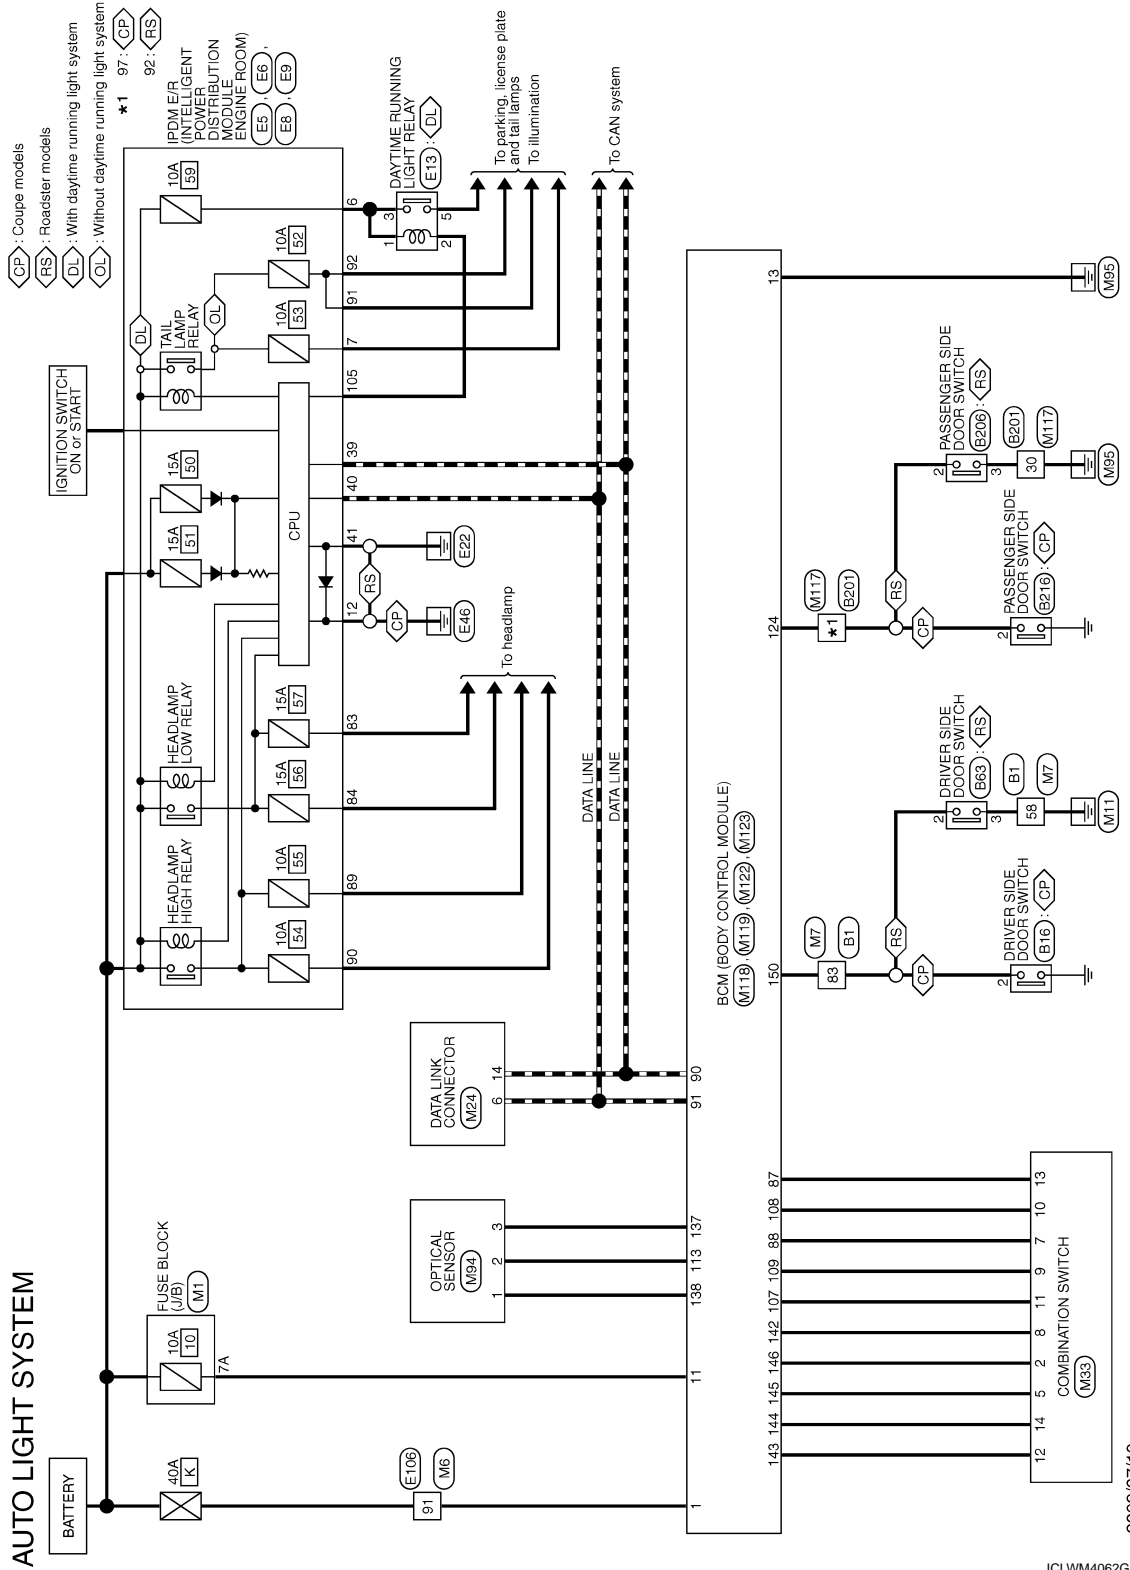 AUTO LIGHT SYSTEM
CP : Coupe models
RS : Roadster models
DL : With daytime running light system
OL : Without daytime running light system
*1 97 : CP
92 : RS
BATTERY
IGNITION SWITCH
ON or START
40A
K
FUSE BLOCK
(J/B)
M1
10A
10
7A
HEADLAMP
HIGH RELAY
HEADLAMP
LOW RELAY
15A
51
15A
50
TAIL
LAMP
RELAY
DL
OL
10A
59
IPDM E/R
(INTELLIGENT
POWER
DISTRIBUTION
MODULE
ENGINE ROOM)
E5 , E6 ,
E8 , E9
10A
54
10A
55
15A
56
15A
57
CPU
10A
53
10A
52
90
89
84
83
12
41
40
39
105
7
91
92
6
RS
CP
E46
E22
1
3
2
5
DAYTIME RUNNING
LIGHT RELAY
E13 : DL
To headlamp
To parking, license plate
and tail lamps
To illumination
To CAN system
E106
91
M6
OPTICAL
SENSOR
M94
1
2
3
DATA LINK
CONNECTOR
M24
6
14
DATA LINE
DATA LINE
1
11
138
113
137
91
90
BCM (BODY CONTROL MODULE)
M118 , M119 , M122 , M123
143
144
145
146
142
107
109
88
108
87
150
124
13
12
14
5
2
8
11
9
7
10
13
COMBINATION SWITCH
M33
M7
83
B1
RS
CP
DRIVER SIDE
DOOR SWITCH
B16 : CP
2
DRIVER SIDE
DOOR SWITCH
B63 : RS
2
3
B1
58
M7
M11
M117
*1
B201
RS
CP
PASSENGER SIDE
DOOR SWITCH
B216 : CP
2
PASSENGER SIDE
DOOR SWITCH
B206 : RS
2
3
B201
30
M117
M95
M95